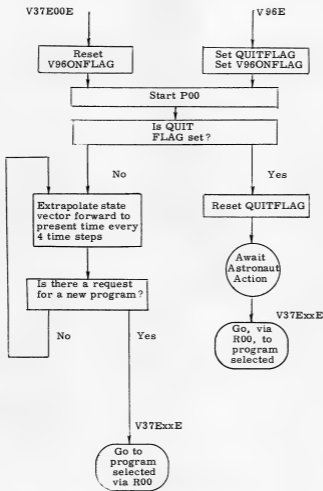 V37E00E
V96E
Reset
V96ONFLAG
Set QUITFLAG
Set V96ONFLAG
Start P00
Is QUIT
FLAG set?
No
Yes
Extrapolate state
vector forward to
present time every
4 time steps
Reset QUITFLAG
Await
Astronaut
Action
Is there a request
for a new program?
V37ExxE
No
Yes
Go, via
R00, to
program
selected
V37ExxE
Go to
program
selected
via R00